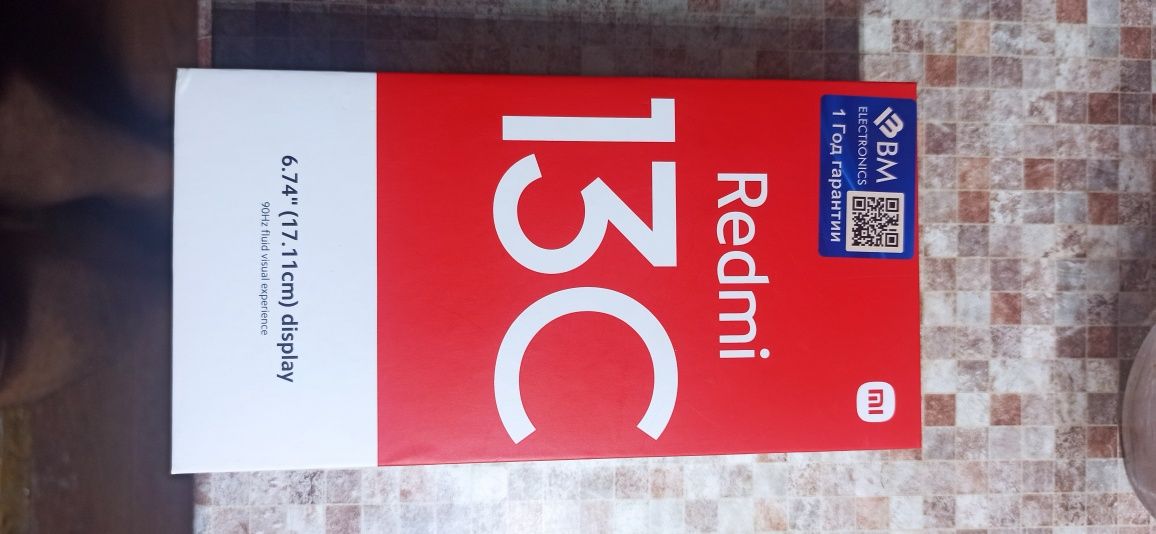 BM
ELECTRONICS
1 Год гарантии
mi
Redmi
13C
6.74" (17.11cm) display
90Hz fluid visual experience